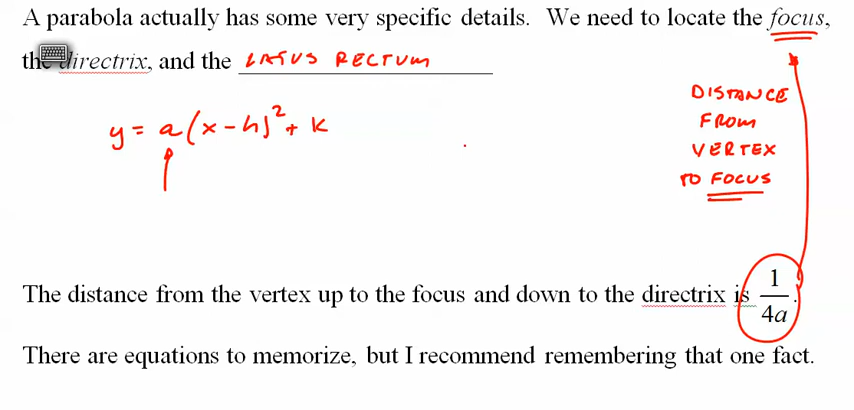 A parabola actually has some very specific details. We need to locate the focus,
the directrix, and the LATUS RECTUM
DISTANCE
FROM
VERTEX
TO FOCUS
y = a(x-h)² + k
The distance from the vertex up to the focus and down to the directrix is 1/4a.
There are equations to memorize, but I recommend remembering that one fact.